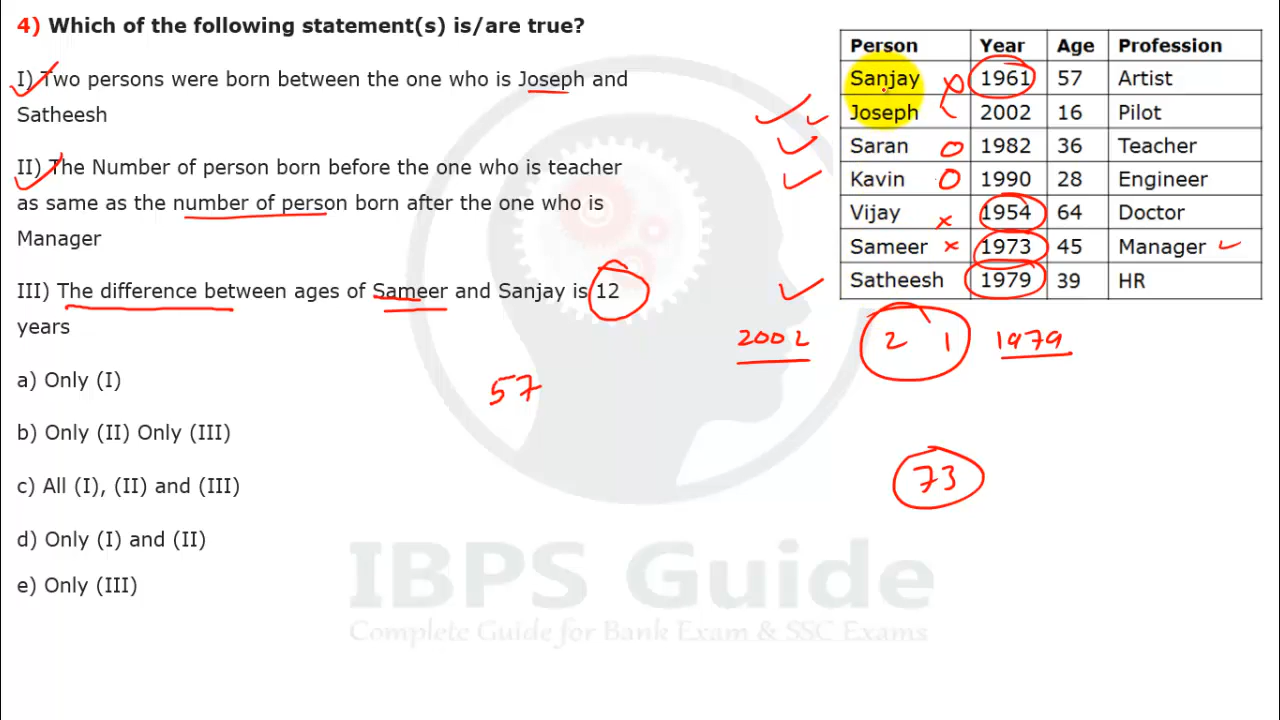 4) Which of the following statement(s) is/are true?
I) Two persons were born between the one who is Joseph and
Satheesh
II) The Number of person born before the one who is teacher
as same as the number of person born after the one who is
Manager
III) The difference between ages of Sameer and Sanjay is 12
years
a) Only (I)
b) Only (II) Only (III)
c) All (I), (II) and (III)
d) Only (I) and (II)
e) Only (III)
57
Person Year Age Profession
Sanjay 1961 57 Artist
Joseph 2002 16 Pilot
Saran 1982 36 Teacher
Kavin 1990 28 Engineer
Vijay 1954 64 Doctor
Sameer 1973 45 Manager
Satheesh 1979 39 HR
2002 2 1 1979
73
IBPS Guide
Complete Guide for Bank Exam & SSC Exams